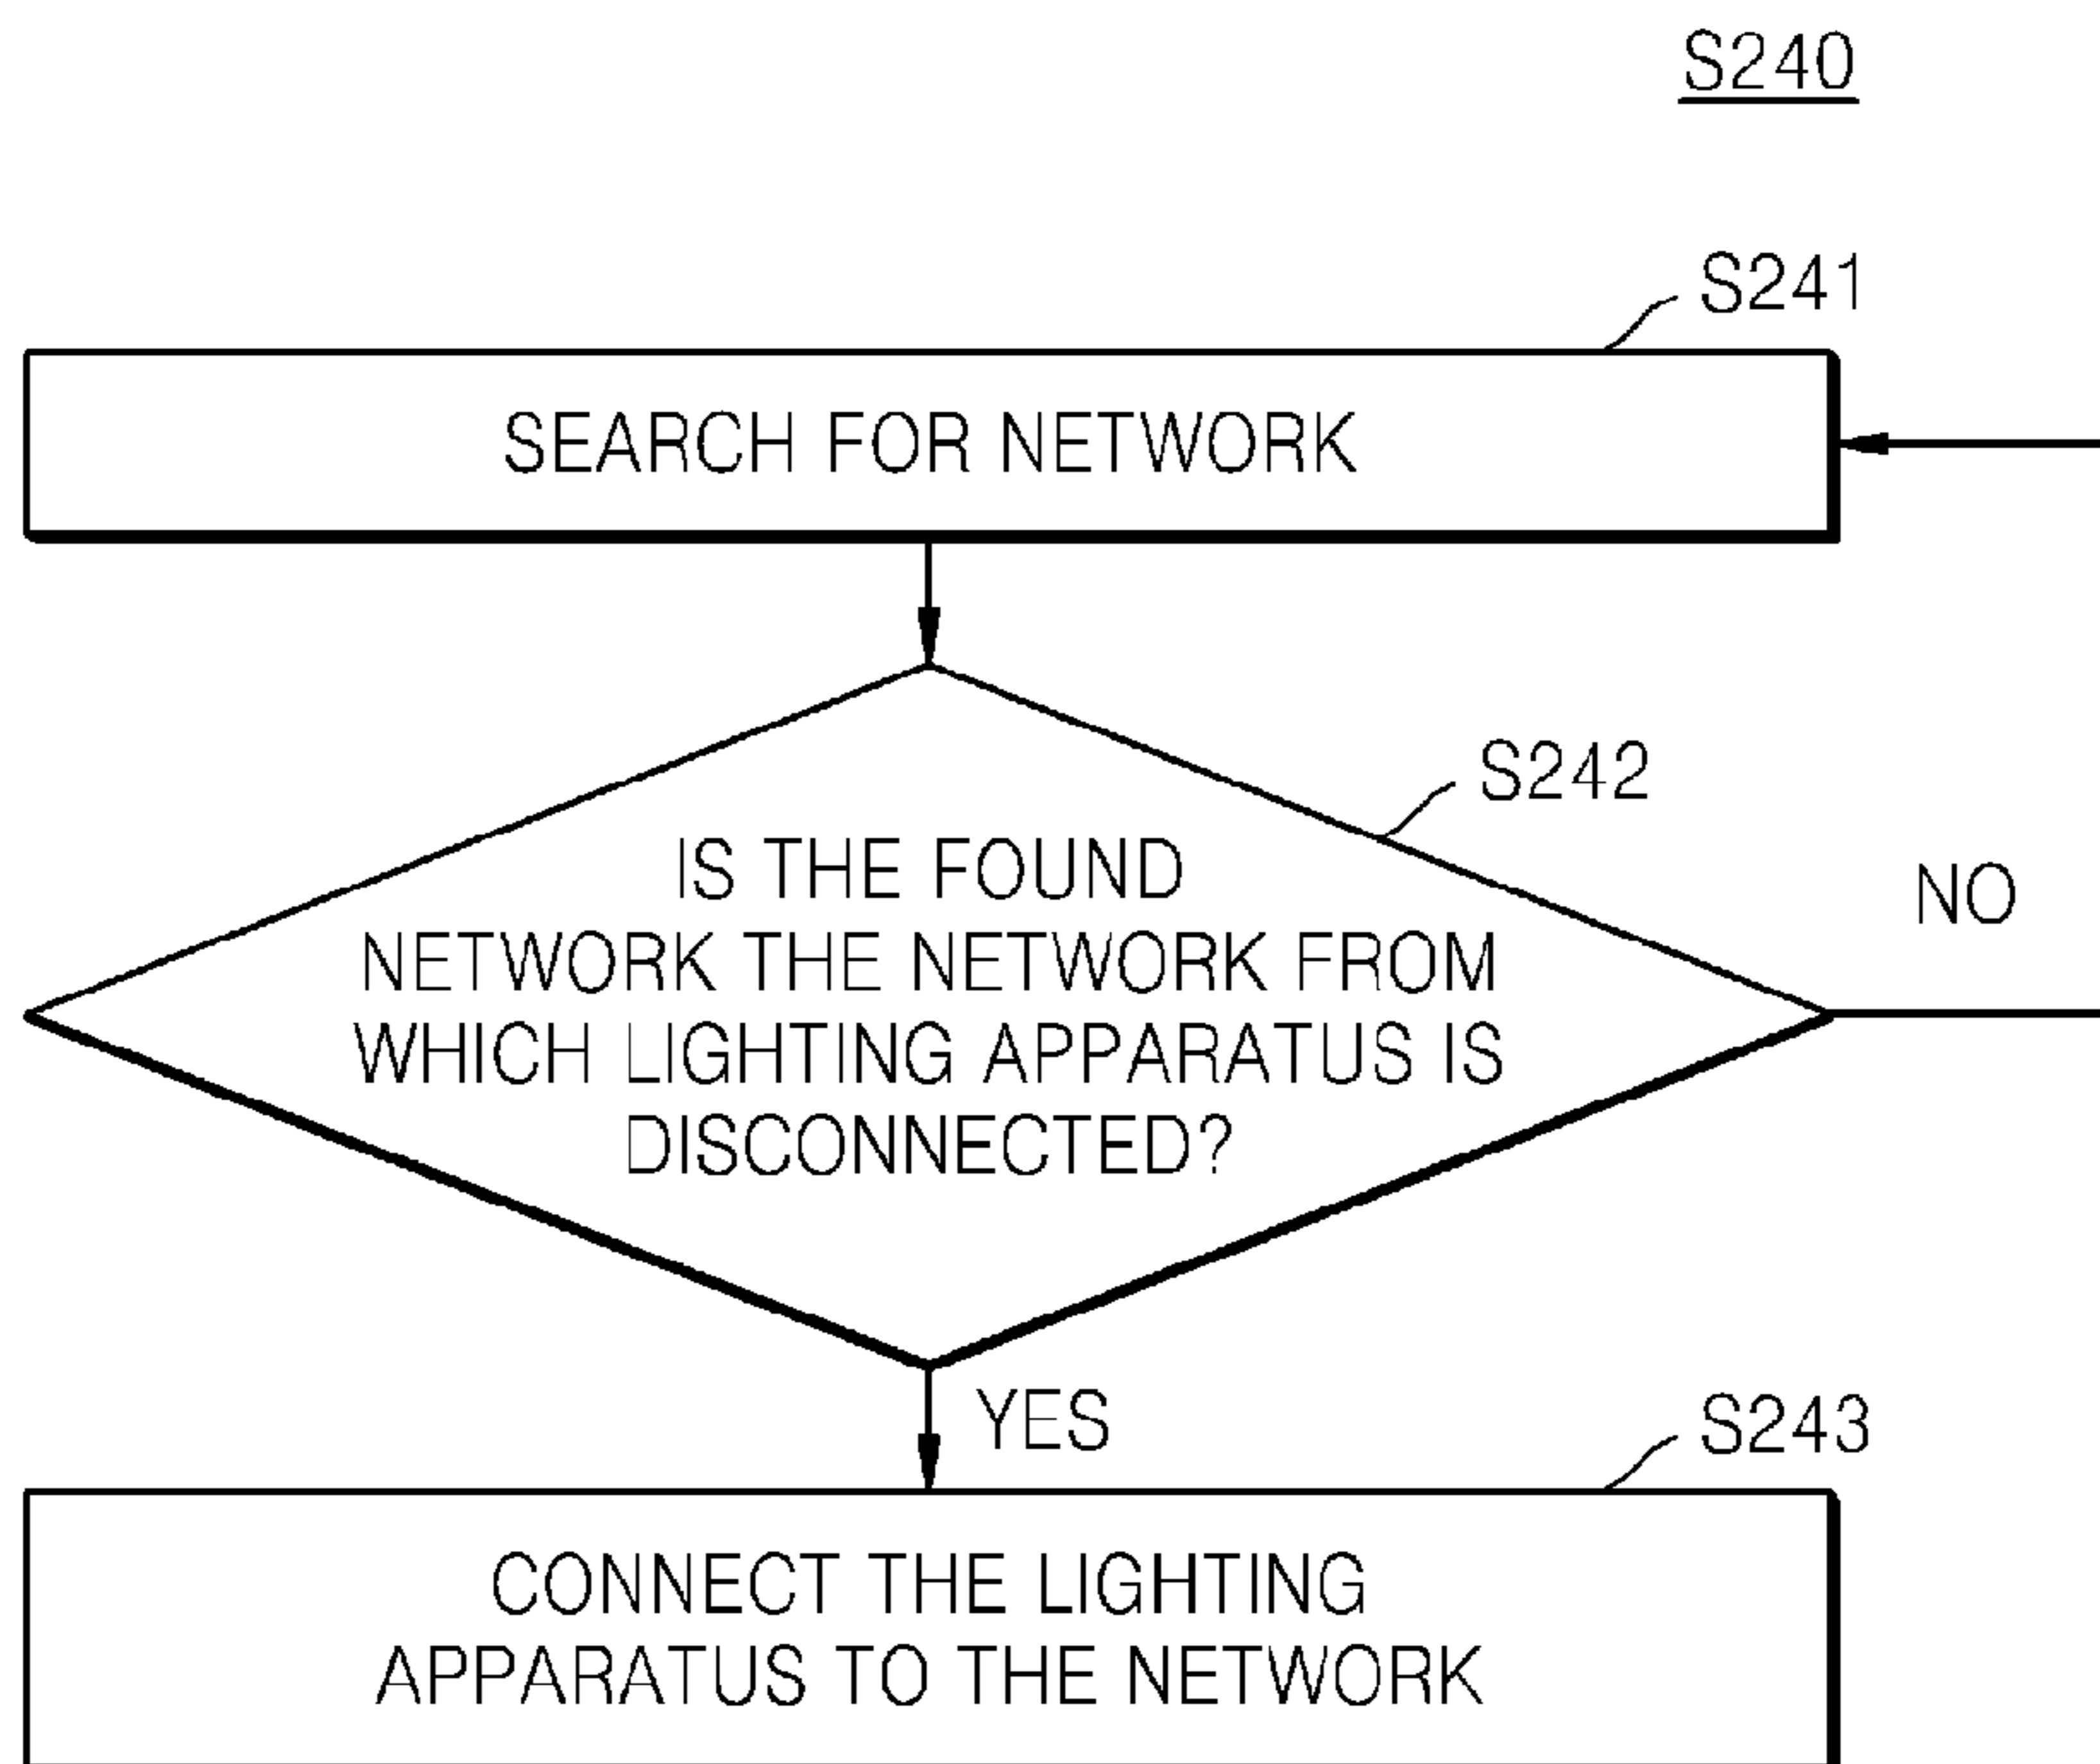 S240
S241
SEARCH FOR NETWORK
S242
IS THE FOUND
NETWORK THE NETWORK FROM
WHICH LIGHTING APPARATUS IS
DISCONNECTED?
NO
YES
S243
CONNECT THE LIGHTING
APPARATUS TO THE NETWORK